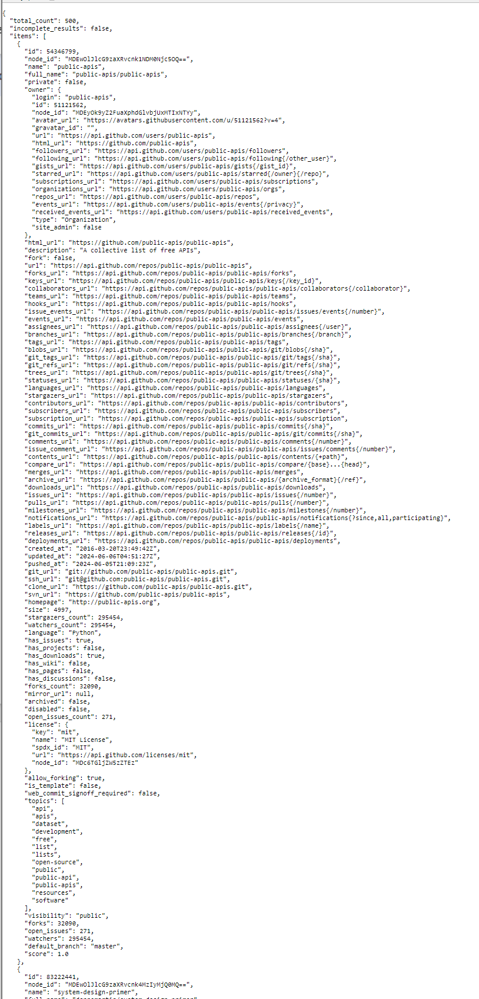 {
"total_count": 500,
"incomplete_results": false,
"items": [
{
"id": 54346799,
"node_id": "MDEwOlJlcG9zaXRvcnk1NDM0Njc5OQ==",
"name": "public-apis",
"full_name": "public-apis/public-apis",
"private": false,
"owner": {
"login": "public-apis",
"id": 51121562,
"node_id": "MDEyOk9yZ2FuaXphdGlvbjUxMTIxNTYy",
"avatar_url": "https://avatars.githubusercontent.com/u/51121562?v=4",
"gravatar_id": "",
"url": "https://api.github.com/users/public-apis",
"html_url": "https://github.com/public-apis",
"followers_url": "https://api.github.com/users/public-apis/followers",
"following_url": "https://api.github.com/users/public-apis/following{/other_user}",
"gists_url": "https://api.github.com/users/public-apis/gists{/gist_id}",
"starred_url": "https://api.github.com/users/public-apis/starred{/owner}{/repo}",
"subscriptions_url": "https://api.github.com/users/public-apis/subscriptions",
"organizations_url": "https://api.github.com/users/public-apis/orgs",
"repos_url": "https://api.github.com/users/public-apis/repos",
"events_url": "https://api.github.com/users/public-apis/events{/privacy}",
"received_events_url": "https://api.github.com/users/public-apis/received_events",
"type": "Organization",
"site_admin": false
},
"html_url": "https://github.com/public-apis/public-apis",
"description": "A collective list of free APIs",
"fork": false,
"url": "https://api.github.com/repos/public-apis/public-apis",
"forks_url": "https://api.github.com/repos/public-apis/public-apis/forks",
"keys_url": "https://api.github.com/repos/public-apis/public-apis/keys{/key_id}",
"collaborators_url": "https://api.github.com/repos/public-apis/public-apis/collaborators{/collaborator}",
"teams_url": "https://api.github.com/repos/public-apis/public-apis/teams",
"hooks_url": "https://api.github.com/repos/public-apis/public-apis/hooks",
"issue_events_url": "https://api.github.com/repos/public-apis/public-apis/issues/events{/number}",
"events_url": "https://api.github.com/repos/public-apis/public-apis/events",
"assignees_url": "https://api.github.com/repos/public-apis/public-apis/assignees{/user}",
"branches_url": "https://api.github.com/repos/public-apis/public-apis/branches{/branch}",
"tags_url": "https://api.github.com/repos/public-apis/public-apis/tags",
"blobs_url": "https://api.github.com/repos/public-apis/public-apis/git/blobs{/sha}",
"git_tags_url": "https://api.github.com/repos/public-apis/public-apis/git/tags{/sha}",
"git_refs_url": "https://api.github.com/repos/public-apis/public-apis/git/refs{/sha}",
"trees_url": "https://api.github.com/repos/public-apis/public-apis/git/trees{/sha}",
"statuses_url": "https://api.github.com/repos/public-apis/public-apis/statuses/{sha}",
"languages_url": "https://api.github.com/repos/public-apis/public-apis/languages",
"stargazers_url": "https://api.github.com/repos/public-apis/public-apis/stargazers",
"contributors_url": "https://api.github.com/repos/public-apis/public-apis/contributors",
"subscribers_url": "https://api.github.com/repos/public-apis/public-apis/subscribers",
"subscription_url": "https://api.github.com/repos/public-apis/public-apis/subscription",
"commits_url": "https://api.github.com/repos/public-apis/public-apis/commits{/sha}",
"git_commits_url": "https://api.github.com/repos/public-apis/public-apis/git/commits{/sha}",
"comments_url": "https://api.github.com/repos/public-apis/public-apis/comments{/number}",
"issue_comment_url": "https://api.github.com/repos/public-apis/public-apis/issues/comments{/number}",
"contents_url": "https://api.github.com/repos/public-apis/public-apis/contents/{+path}",
"compare_url": "https://api.github.com/repos/public-apis/public-apis/compare/{base}...{head}",
"merges_url": "https://api.github.com/repos/public-apis/public-apis/merges",
"archive_url": "https://api.github.com/repos/public-apis/public-apis/{archive_format}{/ref}",
"downloads_url": "https://api.github.com/repos/public-apis/public-apis/downloads",
"issues_url": "https://api.github.com/repos/public-apis/public-apis/issues{/number}",
"pulls_url": "https://api.github.com/repos/public-apis/public-apis/pulls{/number}",
"milestones_url": "https://api.github.com/repos/public-apis/public-apis/milestones{/number}",
"notifications_url": "https://api.github.com/repos/public-apis/public-apis/notifications{?since,all,participating}",
"labels_url": "https://api.github.com/repos/public-apis/public-apis/labels{/name}",
"releases_url": "https://api.github.com/repos/public-apis/public-apis/releases{/id}",
"deployments_url": "https://api.github.com/repos/public-apis/public-apis/deployments",
"created_at": "2016-03-20T23:49:42Z",
"updated_at": "2024-06-06T04:51:27Z",
"pushed_at": "2024-06-05T21:09:23Z",
"git_url": "git://github.com/public-apis/public-apis.git",
"ssh_url": "git@github.com:public-apis/public-apis.git",
"clone_url": "https://github.com/public-apis/public-apis.git",
"svn_url": "https://github.com/public-apis/public-apis",
"homepage": "http://public-apis.org",
"size": 4997,
"stargazers_count": 295454,
"watchers_count": 295454,
"language": "Python",
"has_issues": true,
"has_projects": false,
"has_downloads": true,
"has_wiki": false,
"has_pages": false,
"has_discussions": false,
"forks_count": 32090,
"mirror_url": null,
"archived": false,
"disabled": false,
"open_issues_count": 271,
"license": {
"key": "mit",
"name": "MIT License",
"spdx_id": "MIT",
"url": "https://api.github.com/licenses/mit",
"node_id": "MDc6TGljZW5zZTEz"
},
"allow_forking": true,
"is_template": false,
"web_commit_signoff_required": false,
"topics": [
"api",
"apis",
"dataset",
"development",
"free",
"list",
"lists",
"open-source",
"public",
"public-api",
"public-apis",
"resources",
"software"
],
"visibility": "public",
"forks": 32090,
"open_issues": 271,
"watchers": 295454,
"default_branch": "master",
"score": 1.0
},
{
"id": 83222441,
"node_id": "MDEwOlJlcG9zaXRvcnk4MzIyMjQ0MQ==",
"name": "system-design-primer",